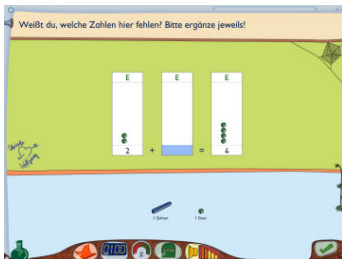 Weißt du, welche Zahlen hier fehlen? Bitte ergänze jeweils!
E E E
2 + = 4
1 Zehner 1 Einer